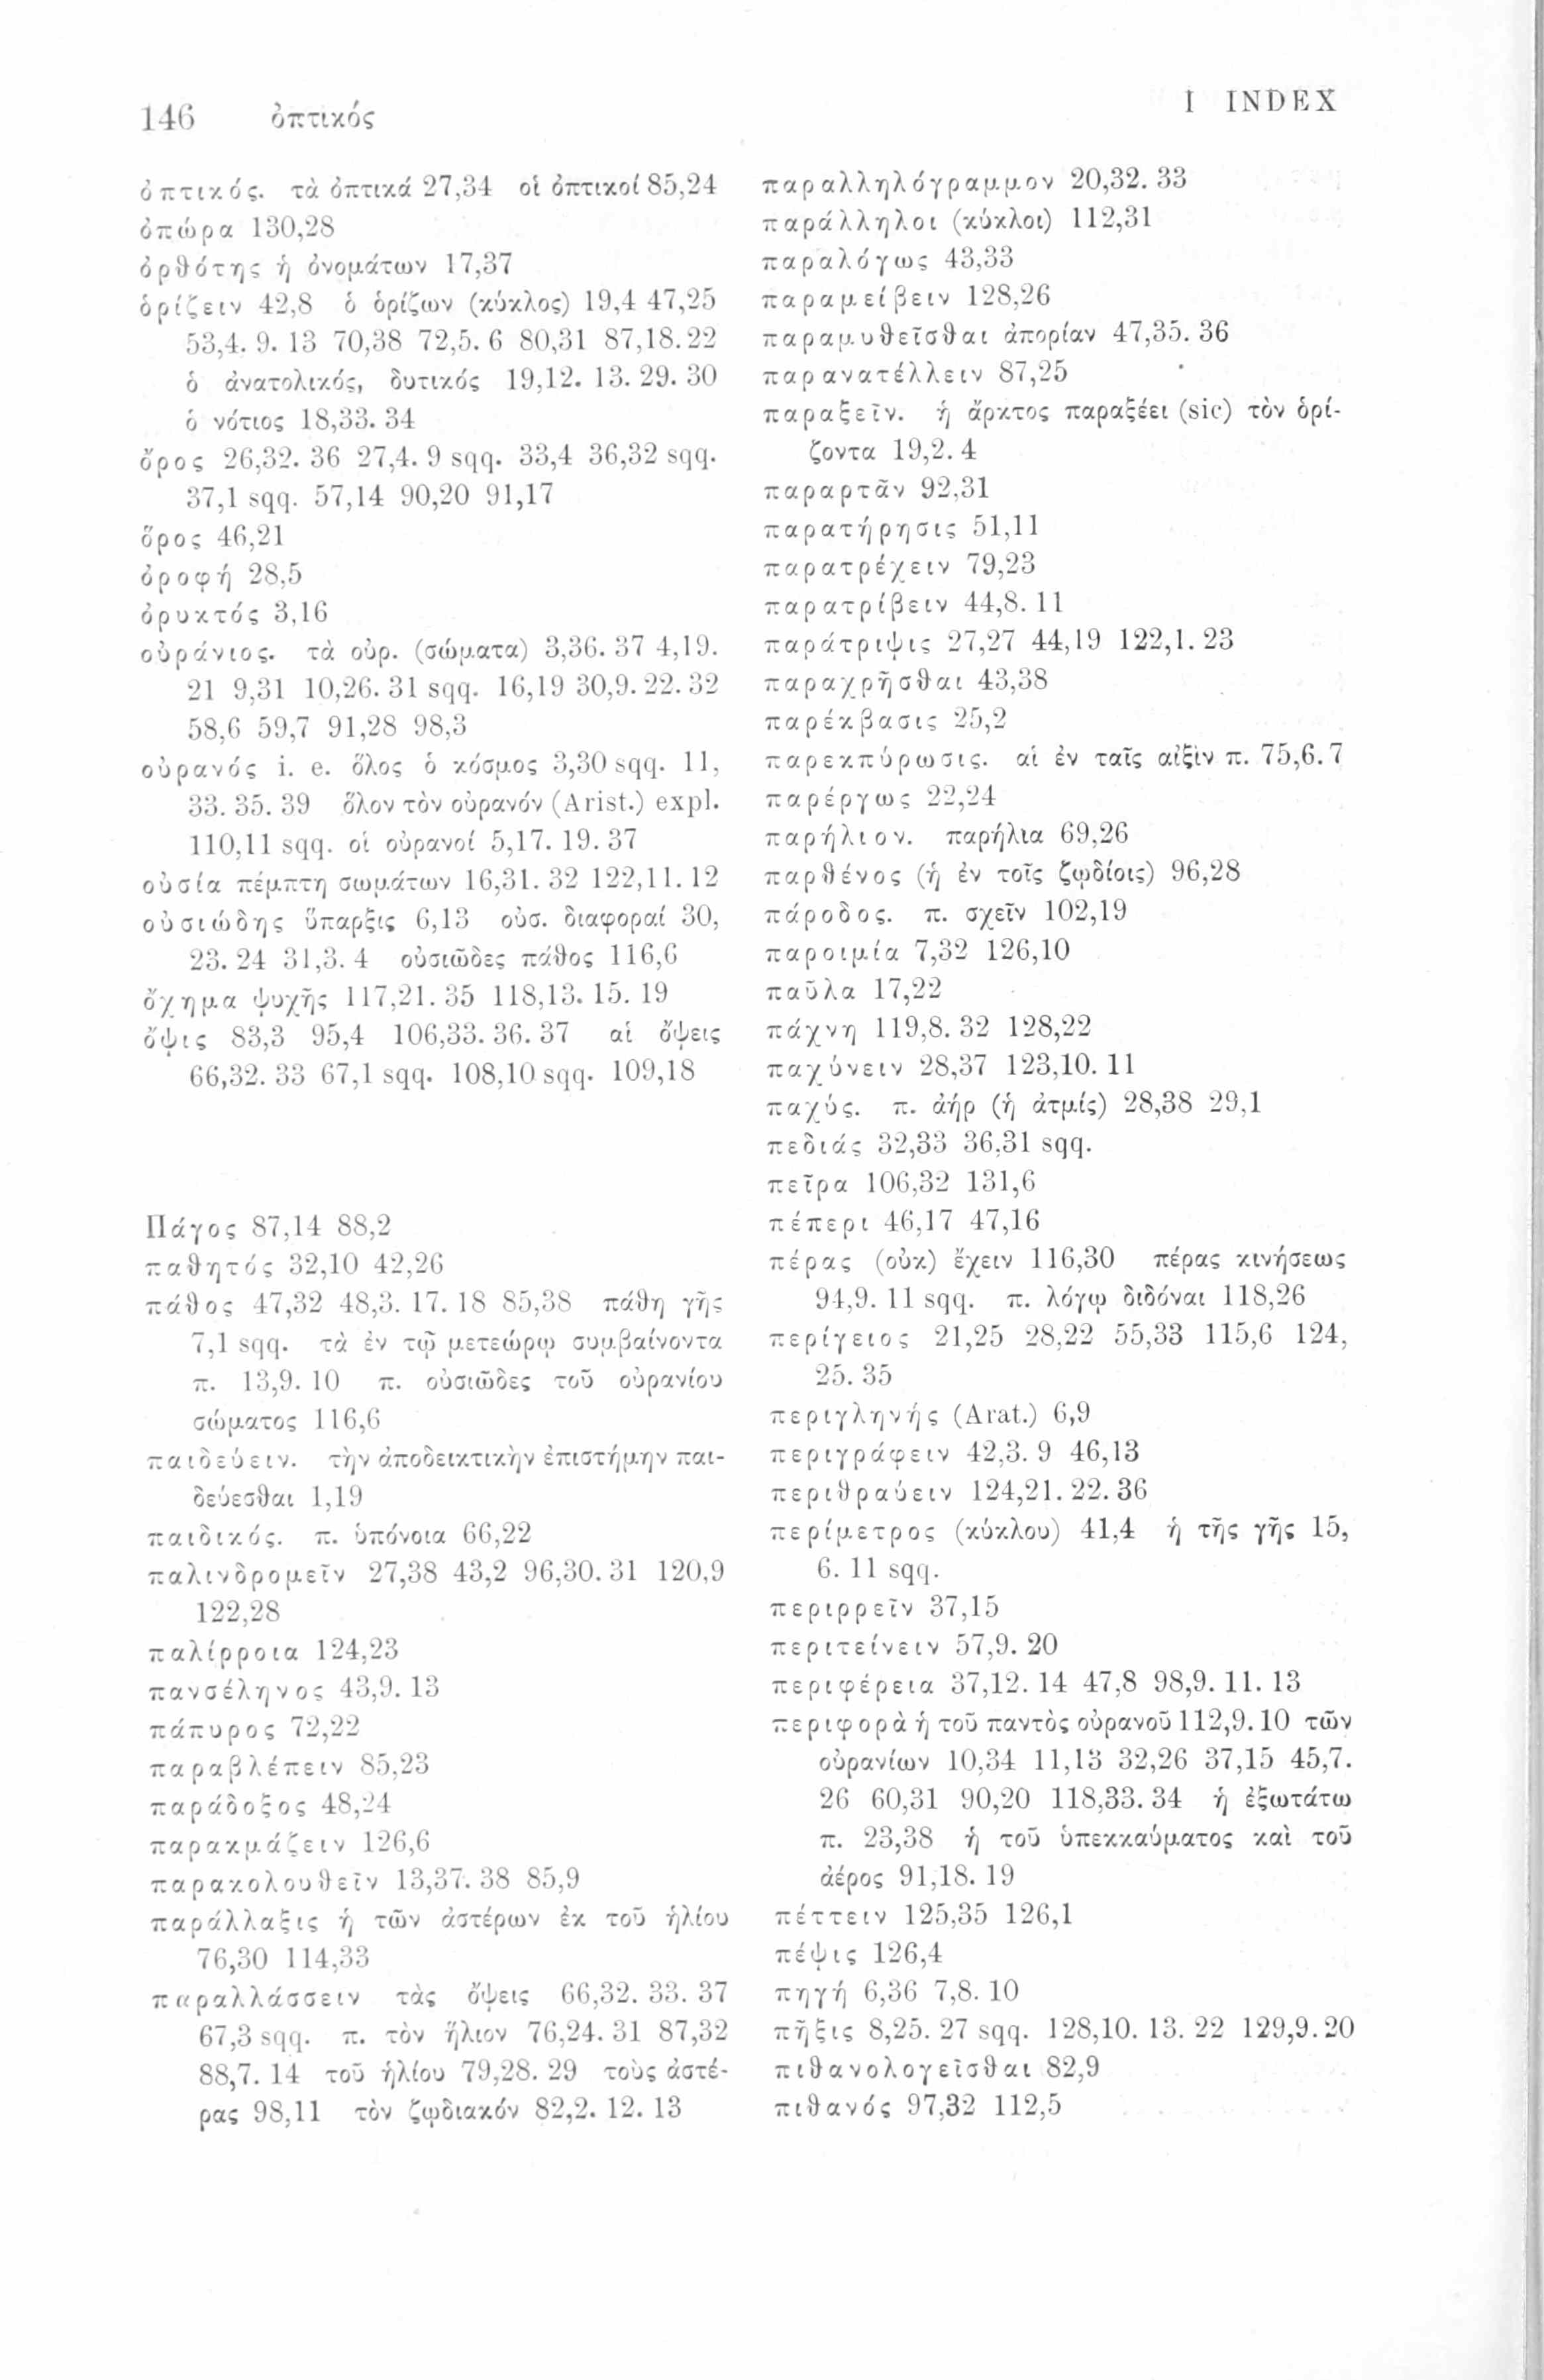 146 ὀπτικός
I INDEX
ὀπτικός. τὰ ὀπτικά 27,34 οἱ ὀπτικοί 85,24
ὀπώρα 130,28
ὀρθότης ἡ ὀνομάτων 17,37
ὁρίζειν 42,8 ὁ ὁρίζων (κύκλος) 19,4 47,25
53,4. 9. 13 70,38 72,5. 6 80,31 87,18. 22
ὁ ἀνατολικός, δυτικός 19,12. 13. 29. 30
ὁ νότιος 18,33. 34
ὄρος 26,32. 36 27,4. 9 sqq. 33,4 36,32 sqq.
37,1 sqq. 57,14 90,20 91,17
ὅρος 46,21
ὀροφή 28,5
ὀρυκτός 3,16
οὐράνιος. τὰ οὐρ. (σώματα) 3,36. 37 4,19.
21 9,31 10,26. 31 sqq. 16,19 30,9. 22. 32
58,6 59,7 91,28 98,3
οὐρανός i. e. ὅλος ὁ κόσμος 3,30 sqq. 11,
33. 35. 39 ὅλον τὸν οὐρανόν (Arist.) expl.
110,11 sqq. οἱ οὐρανοί 5,17. 19. 37
οὐσία πέμπτη σωμάτων 16,31. 32 122,11. 12
οὐσιώδης ὕπαρξις 6,13 οὐσ. διαφοραί 30,
23. 24 31,3. 4 οὐσιῶδες πάθος 116,6
ὄχημα ψυχῆς 117,21. 35 118,13. 15. 19
ὄψις 83,3 95,4 106,33. 36. 37 αἱ ὄψεις
66,32. 33 67,1 sqq. 108,10 sqq. 109,18
Πάγος 87,14 88,2
παθητός 32,10 42,26
πάθος 47,32 48,3. 17. 18 85,38 πάθη γῆς
7,1 sqq. τὰ ἐν τῷ μετεώρῳ συμβαίνοντα
π. 13,9. 10 π. οὐσιῶδες τοῦ οὐρανίου
σώματος 116,6
παιδεύειν. τὴν ἀποδεικτικὴν ἐπιστήμην παι-
δεύεσθαι 1,19
παιδικός. π. ὑπόνοια 66,22
παλινδρομεῖν 27,38 43,2 96,30. 31 120,9
122,28
παλίρροια 124,23
πανσέληνος 43,9. 13
πάπυρος 72,22
παραβλέπειν 85,23
παράδοξος 48,24
παρακμάζειν 126,6
παρακολουθεῖν 13,37. 38 85,9
παράλλαξις ἡ τῶν ἀστέρων ἐκ τοῦ ἡλίου
76,30 114,33
παραλλάσσειν τὰς ὄψεις 66,32. 33. 37
67,3 sqq. π. τὸν ἥλιον 76,24. 31 87,32
88,7. 14 τοῦ ἡλίου 79,28. 29 τοὺς ἀστέ-
ρας 98,11 τὸν ζῳδιακόν 82,2. 12. 13
παραλληλόγραμμον 20,32. 33
παράλληλοι (κύκλοι) 112,31
παραλόγως 43,33
παραμείβειν 128,26
παραμυθεῖσθαι ἀπορίαν 47,35. 36
παρανατέλλειν 87,25
παραξεῖν. ἡ ἄρκτος παραξέει (sic) τὸν ὁρί-
ζοντα 19,2. 4
παραρτᾶν 92,31
παρατήρησις 51,11
παρατρέχειν 79,23
παρατρίβειν 44,8. 11
παράτριψις 27,27 44,19 122,1. 23
παραχρῆσθαι 43,38
παρέκβασις 25,2
παρεκπύρωσις. αἱ ἐν ταῖς αἰξὶν π. 75,6. 7
παρέργως 22,24
παρήλιον. παρήλια 69,26
παρθένος (ἡ ἐν τοῖς ζῳδίοις) 96,28
πάροδος. π. σχεῖν 102,19
παροιμία 7,32 126,10
παῦλα 17,22
πάχνη 119,8. 32 128,22
παχύνειν 28,37 123,10. 11
παχύς. π. ἀήρ (ἡ ἀτμίς) 28,38 29,1
πεδιάς 32,33 36,31 sqq.
πεῖρα 106,32 131,6
πέπερι 46,17 47,16
πέρας (οὐκ) ἔχειν 116,30 πέρας κινήσεως
94,9. 11 sqq. π. λόγῳ διδόναι 118,26
περίγειος 21,25 28,22 55,33 115,6 124,
25. 35
περιγληνής (Arat.) 6,9
περιγράφειν 42,3. 9 46,13
περιθραύειν 124,21. 22. 36
περίμετρος (κύκλου) 41,4 ἡ τῆς γῆς 15,
6. 11 sqq.
περιρρεῖν 37,15
περιτείνειν 57,9. 20
περιφέρεια 37,12. 14 47,8 98,9. 11. 13
περιφορὰ ἡ τοῦ παντὸς οὐρανοῦ 112,9. 10 τῶν
οὐρανίων 10,34 11,13 32,26 37,15 45,7.
26 60,31 90,20 118,33. 34 ἡ ἐξωτάτω
π. 23,38 ἡ τοῦ ὑπεκκαύματος καὶ τοῦ
ἀέρος 91,18. 19
πέττειν 125,35 126,1
πέψις 126,4
πηγή 6,36 7,8. 10
πῆξις 8,25. 27 sqq. 128,10. 13. 22 129,9. 20
πιθανολογεῖσθαι 82,9
πιθανός 97,32 112,5